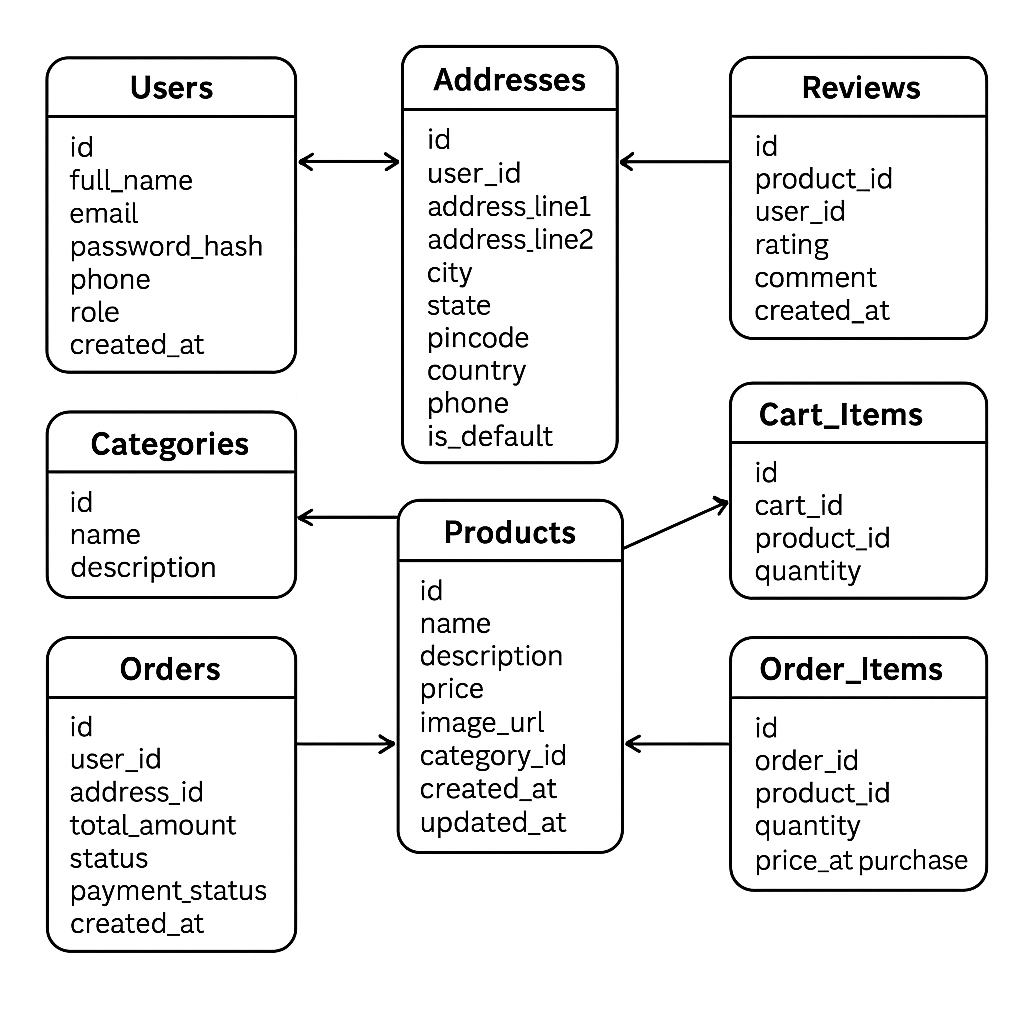 Users
id
full_name
email
password_hash
phone
role
created_at
Addresses
id
user_id
address_line1
address_line2
city
state
pincode
country
phone
is_default
Reviews
id
product_id
user_id
rating
comment
created_at
Categories
id
name
description
Products
id
name
description
price
image_url
category_id
created_at
updated_at
Cart_Items
id
cart_id
product_id
quantity
Orders
id
user_id
address_id
total_amount
status
payment_status
created_at
Order_Items
id
order_id
product_id
quantity
price_at purchase